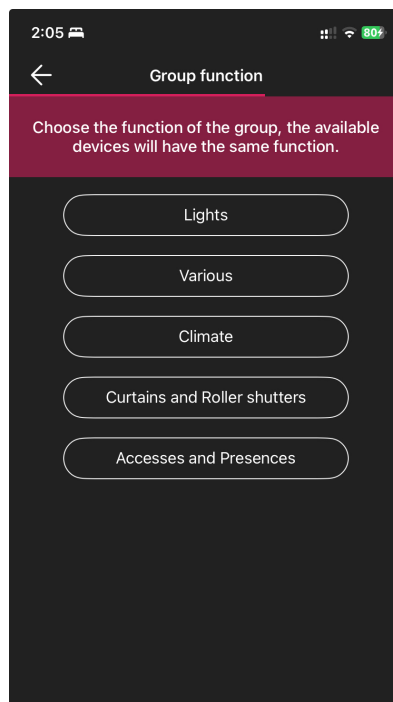 2:05
80
Group function
Choose the function of the group, the available
devices will have the same function.
Lights
Various
Climate
Curtains and Roller shutters
Accesses and Presences